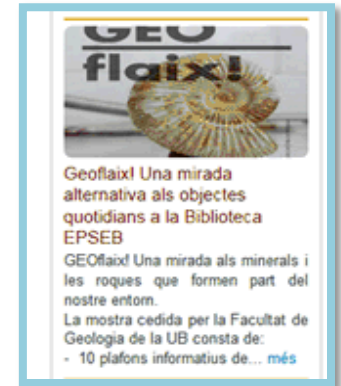 GEO
flaix!
Geoflaix! Una mirada
alternativa als objectes
quotidians a la Biblioteca
EPSEB
GEOflaix! Una mirada als minerals i
les roques que formen part del
nostre entorn.
La mostra cedida per la Facultat de
Geologia de la UB consta de:
- 10 plafons informatius de... més